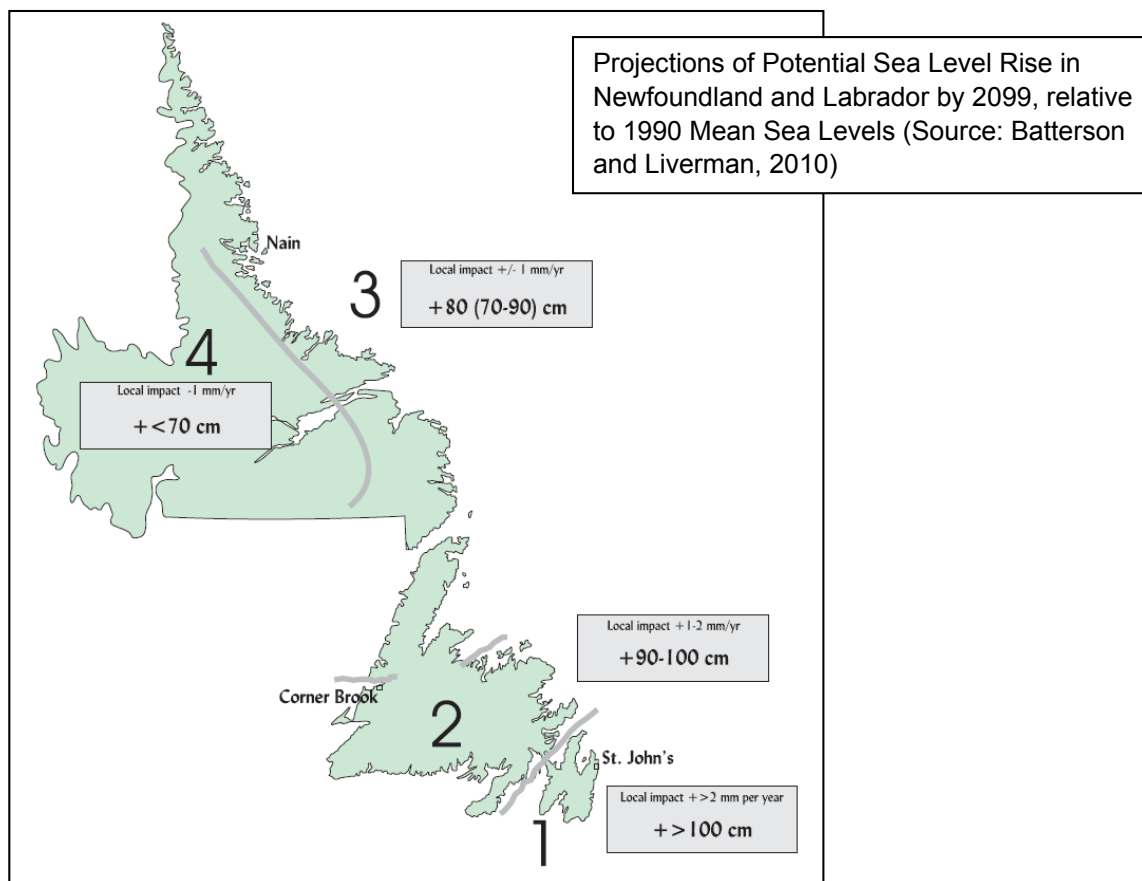 Projections of Potential Sea Level Rise in
Newfoundland and Labrador by 2099, relative
to 1990 Mean Sea Levels (Source: Batterson
and Liverman, 2010)
Nain
3
Local impact +/- 1 mm/yr
+80 (70-90) cm
4
Local impact -1 mm/yr
+<70 cm
Local impact +1-2 mm/yr
+90-100 cm
Corner Brook
2
St. John's
Local impact +>2 mm per year
+>100 cm
1